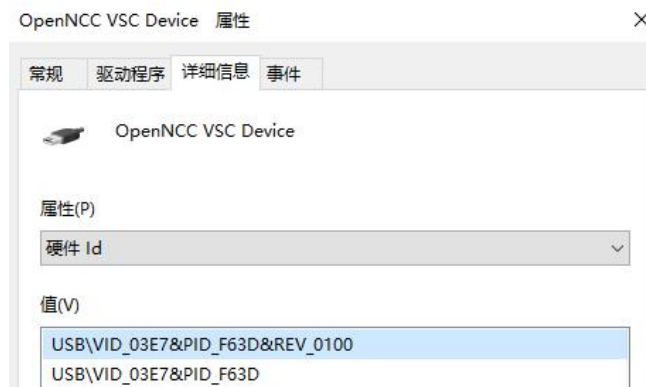 OpenNCC VSC Device 属性
常规 驱动程序 详细信息 事件
OpenNCC VSC Device
属性(P)
硬件 Id
值(V)
USB\VID_03E7&PID_F63D&REV_0100
USB\VID_03E7&PID_F63D